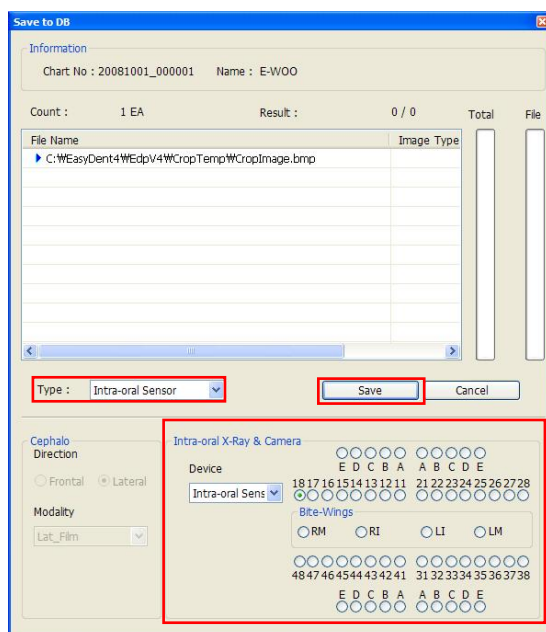 Save to DB
Information
Chart No : 20081001_000001 Name : E-WOO
Count : 1 EA Result : 0 / 0 Total File
File Name Image Type
C:₩EasyDent4₩EdpV4₩CropTemp₩CropImage.bmp
Type : Intra-oral Sensor Save Cancel
Cephalo
Direction
Frontal Lateral
Modality
Lat_Film
Intra-oral X-Ray & Camera
Device
Intra-oral Sens
E D C B A A B C D E
18 17 16 15 14 13 12 11 21 22 23 24 25 26 27 28
Bite-Wings
RM RI LI LM
48 47 46 45 44 43 42 41 31 32 33 34 35 36 37 38
E D C B A A B C D E